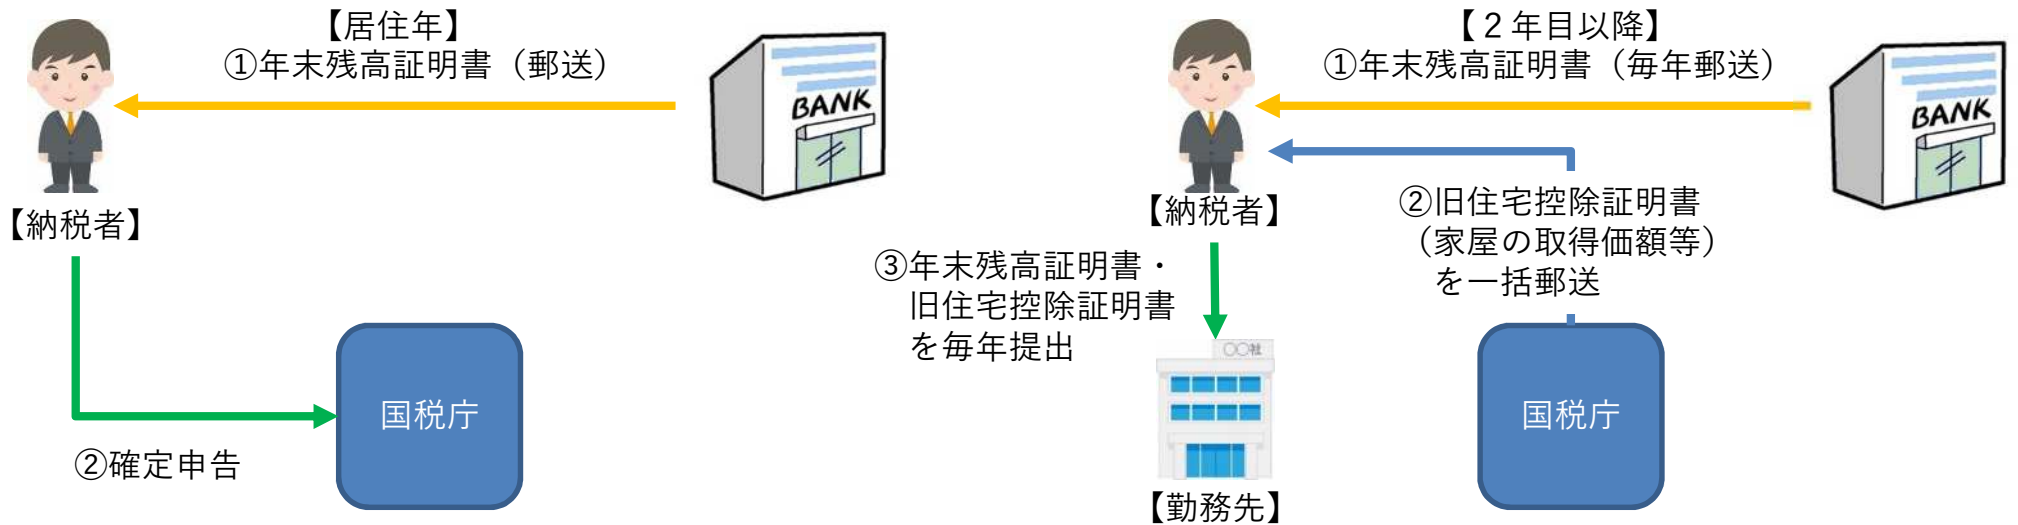 【居住年】
①年末残高証明書（郵送）
BANK
【納税者】
国税庁
②確定申告
【２年目以降】
①年末残高証明書（毎年郵送）
BANK
【納税者】
②旧住宅控除証明書
（家屋の取得価額等）
を一括郵送
③年末残高証明書・
旧住宅控除証明書
を毎年提出
〇〇社
【勤務先】
国税庁